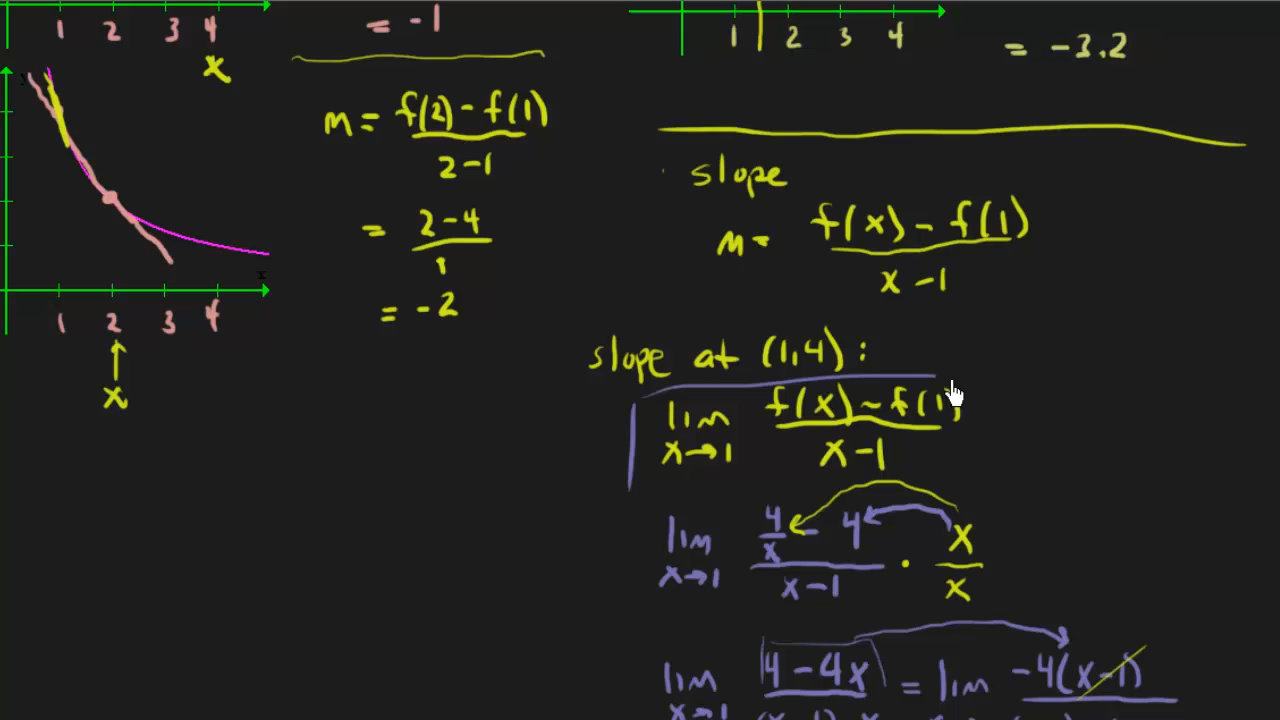 1 2 3 4
x
= -1
1 2 3 4
= -3.2
y
x
1 2 3 4
x
m = f(2) - f(1) / 2 - 1
= 2 - 4 / 1
= -2
slope
m = f(x) - f(1) / x - 1
slope at (1,4):
lim x→1 f(x) - f(1) / x - 1
lim x→1 4/x - 4 / x - 1 · x/x
lim x→1 4 - 4x = lim -4(x-1)